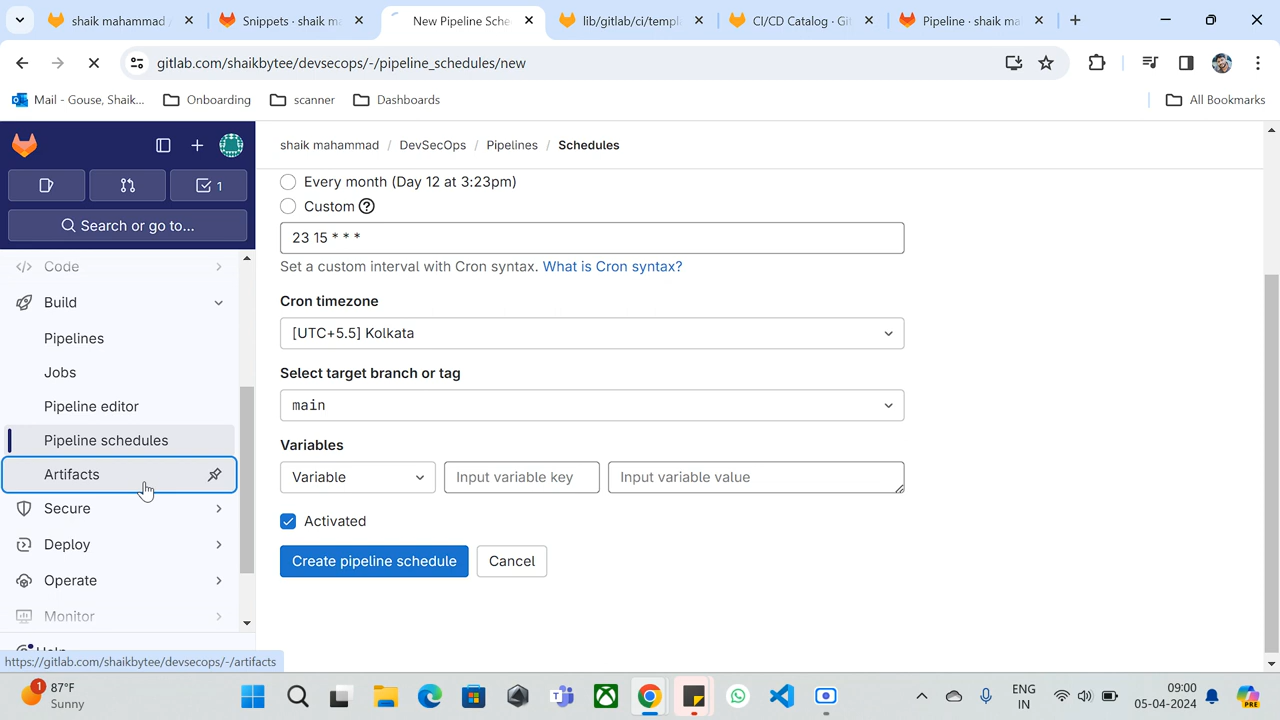 shaik mahammad
Snippets · shaik m
New Pipeline Sche
lib/gitlab/ci/templ
CI/CD Catalog · Git
Pipeline · shaik ma
gitlab.com/shaikbytee/devsecops/-/pipeline_schedules/new
Mail - Gouse, Shaik...
Onboarding
scanner
Dashboards
All Bookmarks
1
Search or go to...
Code
Build
Pipelines
Jobs
Pipeline editor
Pipeline schedules
Artifacts
Secure
Deploy
Operate
Monitor
Help
shaik mahammad / DevSecOps / Pipelines / Schedules
Every month (Day 12 at 3:23pm)
Custom
23 15 * * *
Set a custom interval with Cron syntax. What is Cron syntax?
Cron timezone
[UTC+5.5] Kolkata
Select target branch or tag
main
Variables
Variable
Input variable key
Input variable value
Activated
Create pipeline schedule
Cancel
https://gitlab.com/shaikbytee/devsecops/-/artifacts
1
87°F
Sunny
ENG
IN
09:00
05-04-2024
PRE